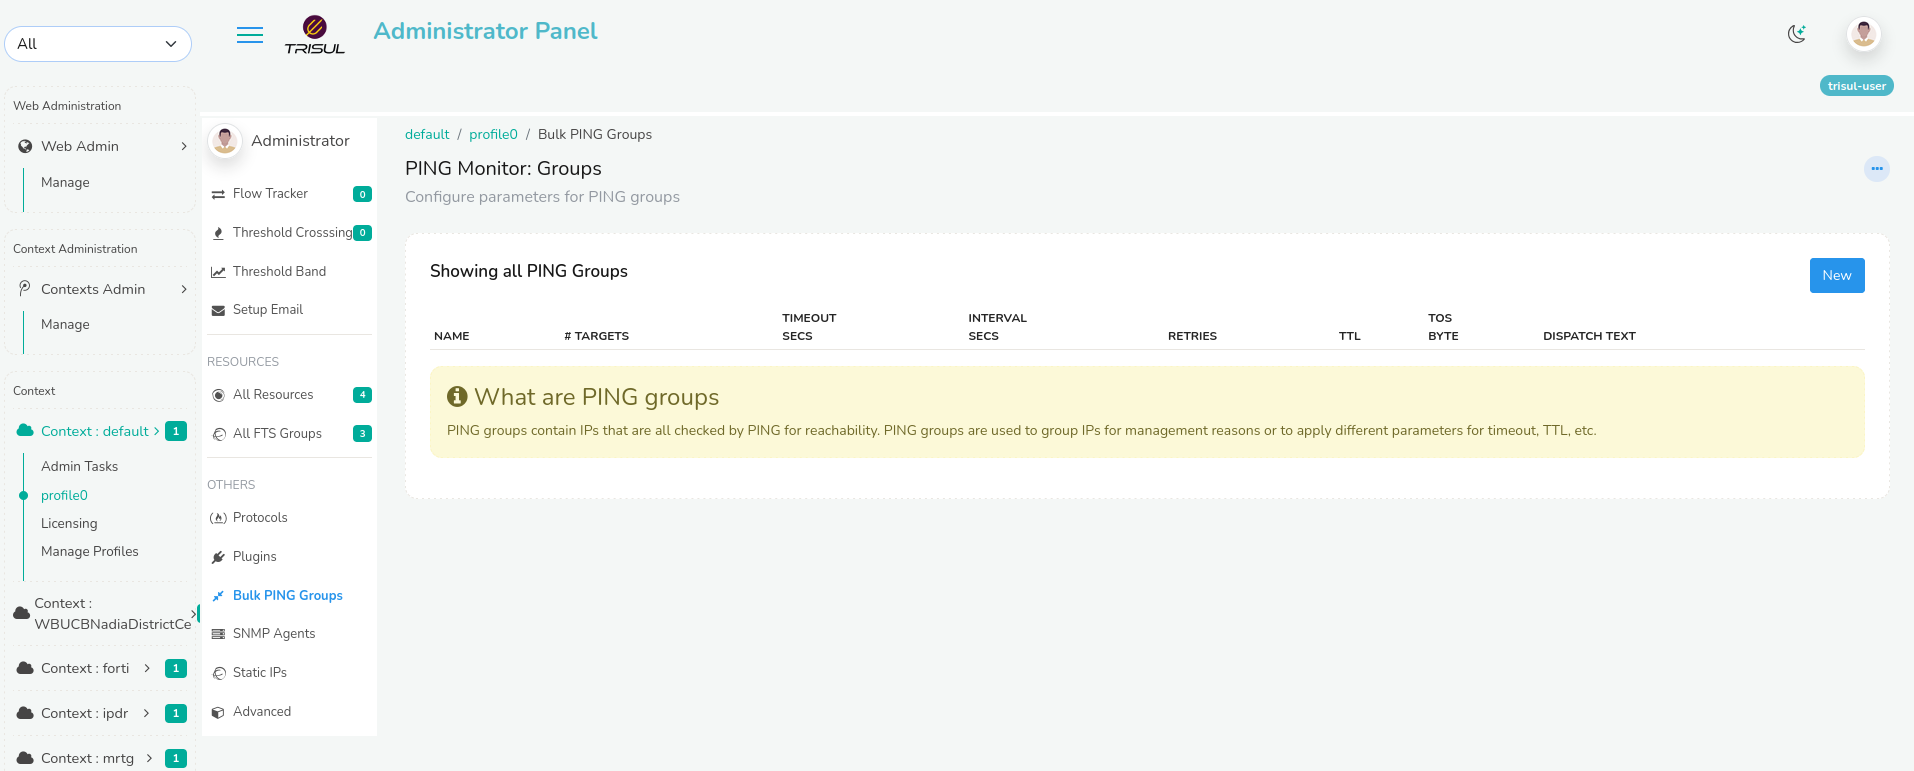 All
Web Administration
Web Admin
Manage
Context Administration
Contexts Admin
Manage
Context
Context : default 1
Admin Tasks
profile0
Licensing
Manage Profiles
Context :
WBUCBNadiaDistrictCe
Context : forti 1
Context : ipdr 1
Context : mrtg 1
TRISUL
Administrator Panel
trisul-user
Administrator
Flow Tracker 0
Threshold Crosssing 0
Threshold Band
Setup Email
RESOURCES
All Resources 4
All FTS Groups 3
OTHERS
Protocols
Plugins
Bulk PING Groups
SNMP Agents
Static IPs
Advanced
default / profile0 / Bulk PING Groups
PING Monitor: Groups
Configure parameters for PING groups
Showing all PING Groups
New
NAME # TARGETS TIMEOUT SECS INTERVAL SECS RETRIES TTL TOS BYTE DISPATCH TEXT
What are PING groups
PING groups contain IPs that are all checked by PING for reachability. PING groups are used to group IPs for management reasons or to apply different parameters for timeout, TTL, etc.